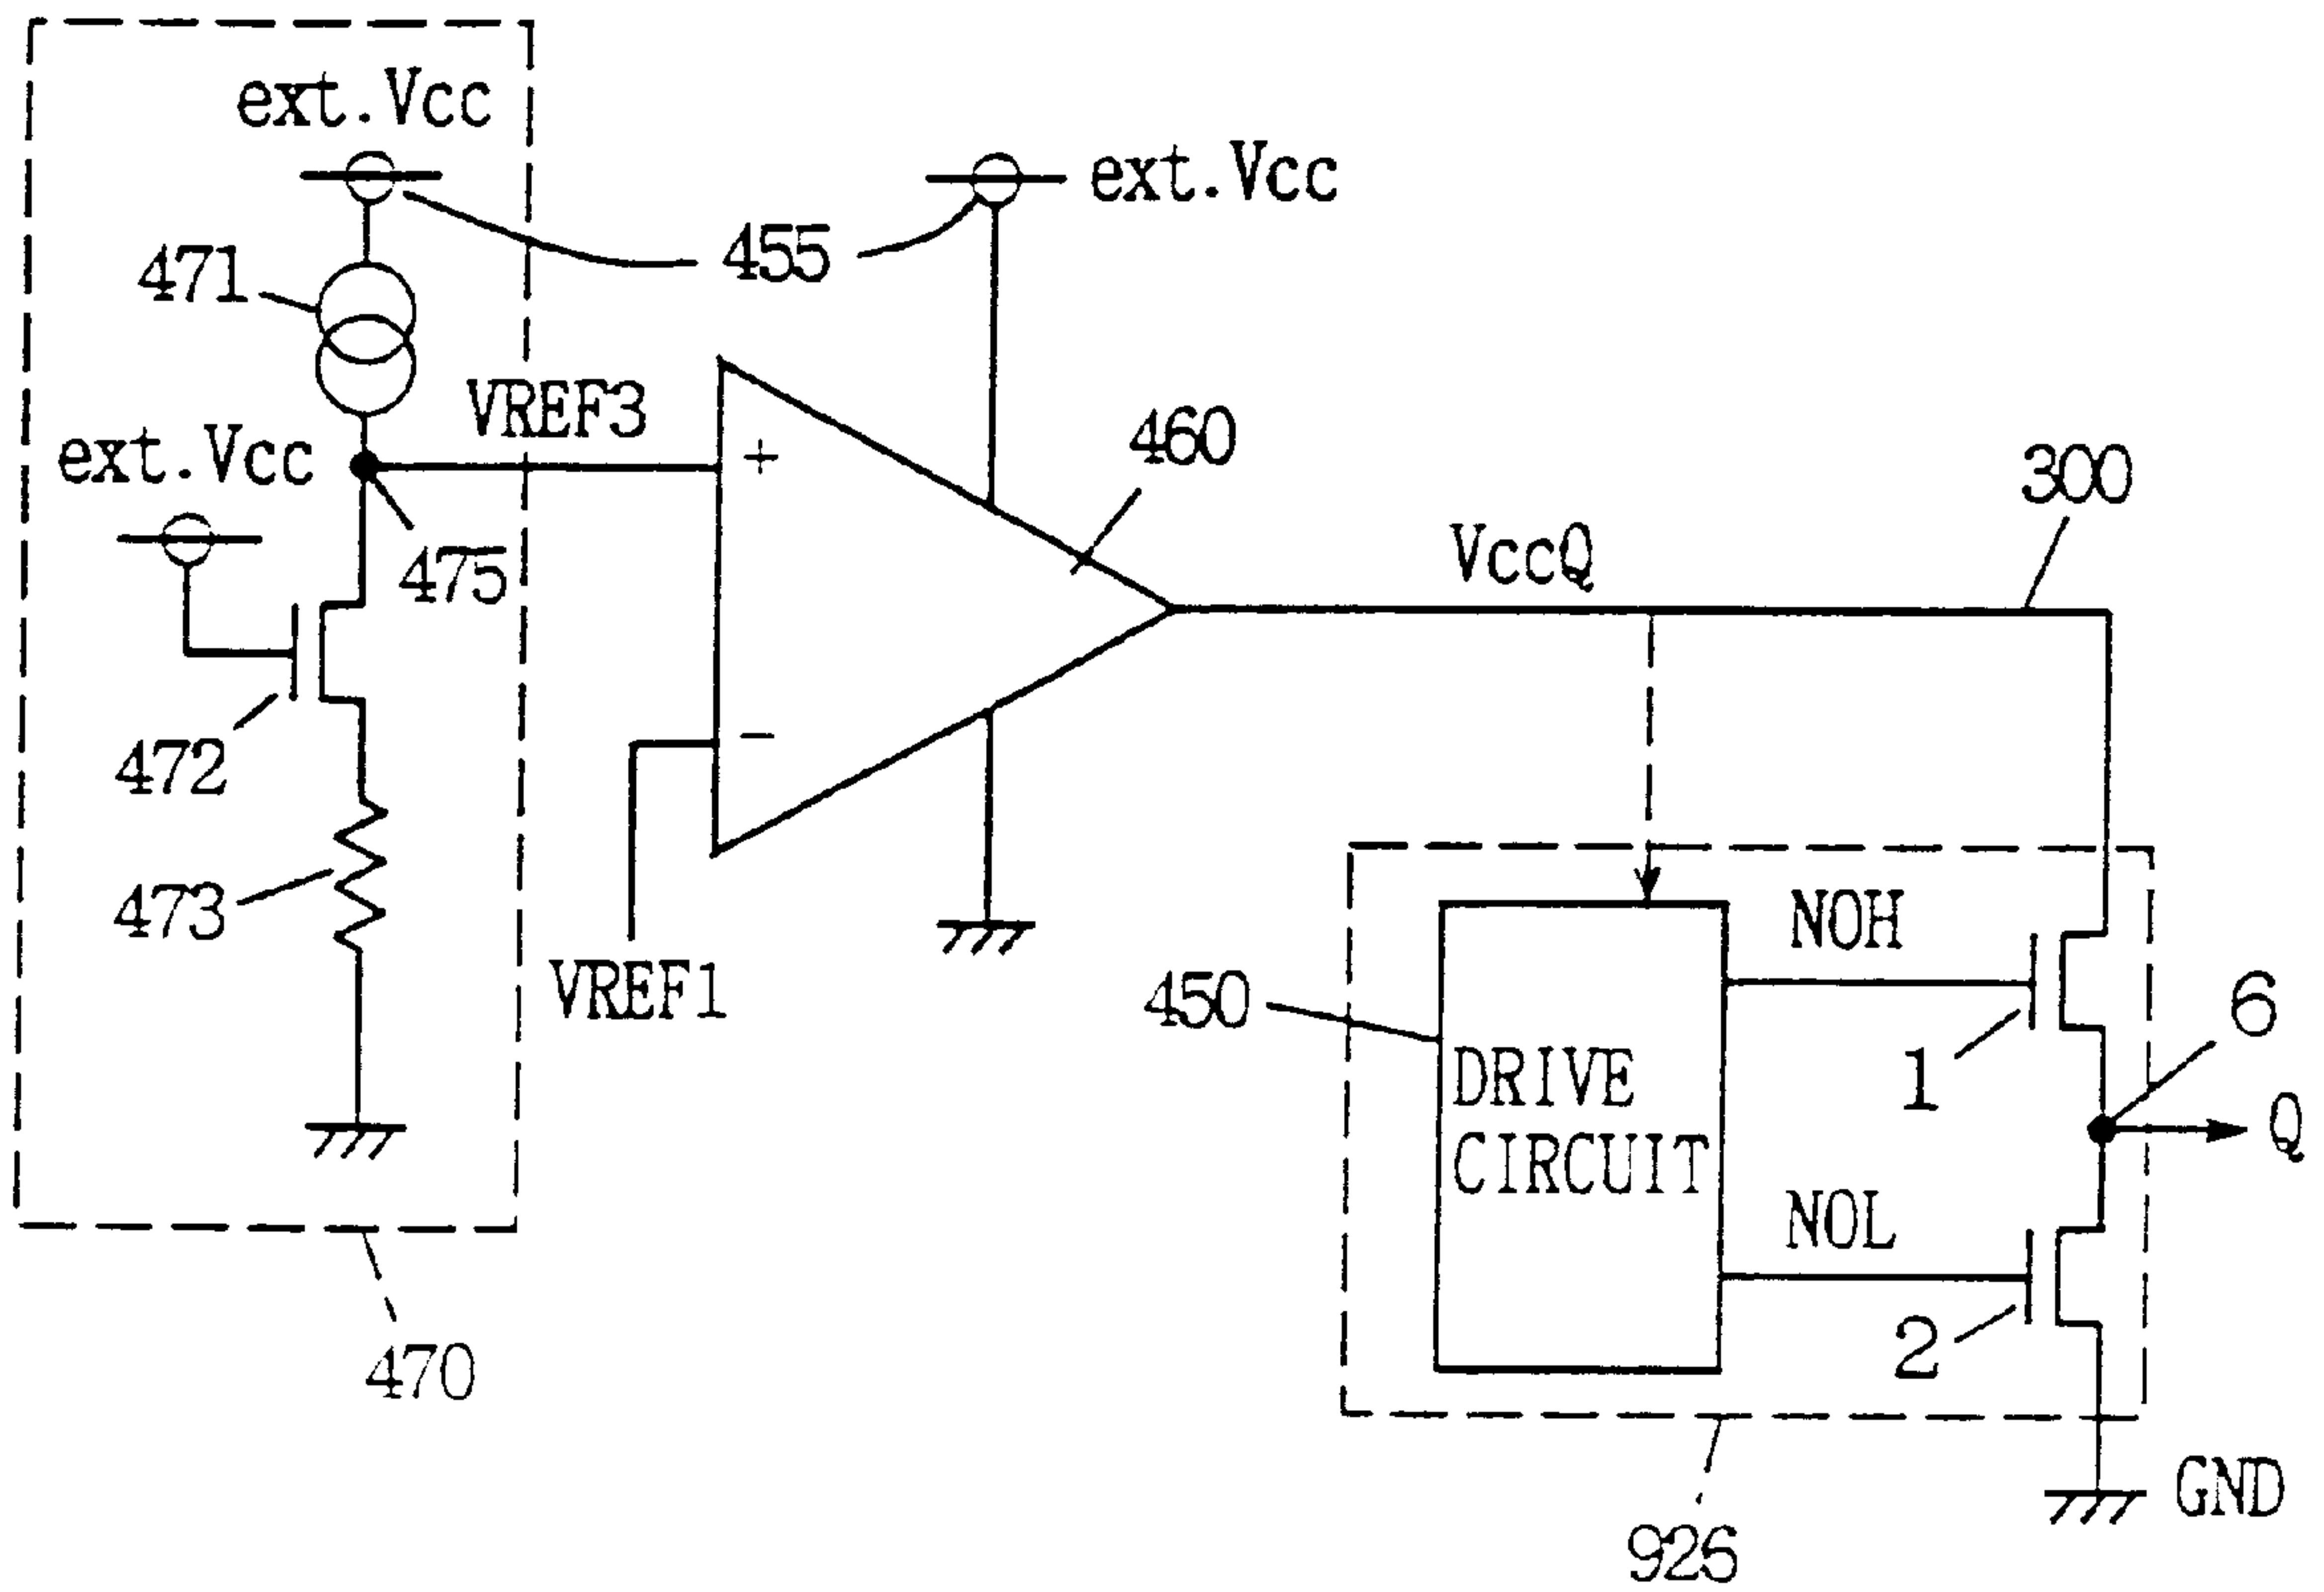 ext.Vcc
ext.Vcc
471
455
VREF3
ext.Vcc
+
460
300
475
VccQ
472
-
473
VREF1
NOH
450
6
1
DRIVE
CIRCUIT
Q
NOL
2
470
GND
926